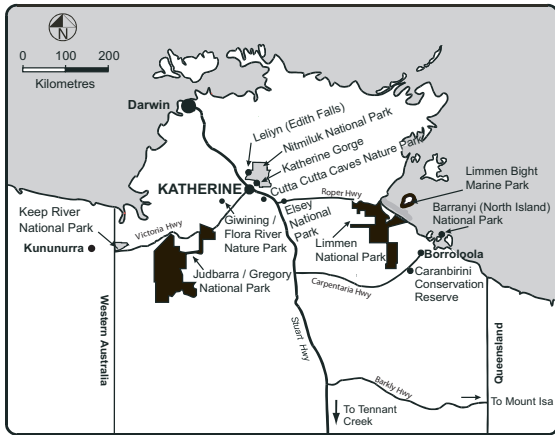 N
0 100 200
Kilometres
Darwin
Leliyn (Edith Falls)
Nitmiluk National Park
Katherine Gorge
Cutta Cutta Caves Nature Park
KATHERINE
Limmen Bight
Marine Park
Roper Hwy
Barranyi (North Island)
National Park
Keep River
National Park
Victoria Hwy
Giwining /
Flora River
Nature Park
Elsey
National
Park
Limmen
National Park
Kununurra
Borroloola
Judbarra / Gregory
National Park
Carpentaria Hwy
Caranbirini
Conservation
Reserve
Western Australia
Stuart Hwy
Queensland
Barkly Hwy
To Mount Isa
To Tennant
Creek